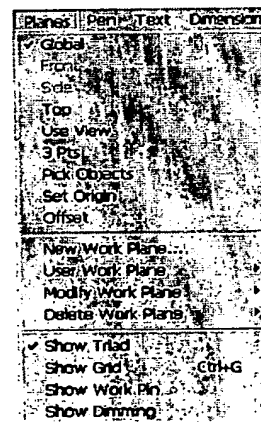 Planes Pen Text Dimension
✓ Global
Front
Side
Top
Use View
3 Pts
Pick Objects
Set Origin
Offset
New Work Plane
User Work Plane
Modify Work Plane
Delete Work Plane
✓ Show Triad
Show Grid Ctrl+G
Show Work Pin
Show Dimming